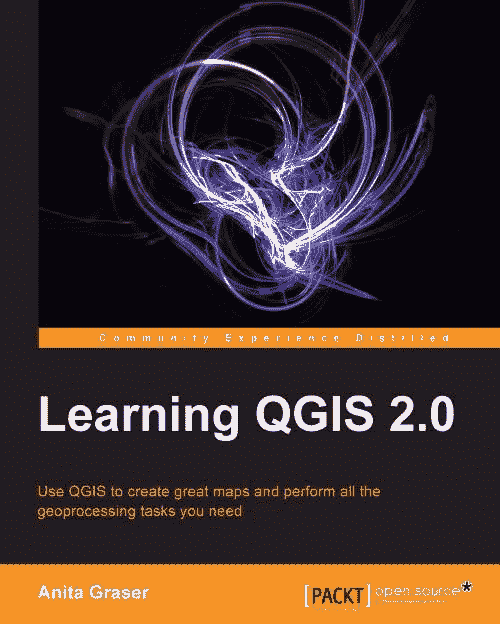 Community Experience Distilled
Learning QGIS 2.0
Use QGIS to create great maps and perform all the
geoprocessing tasks you need
Anita Graser
[PACKT] open source*